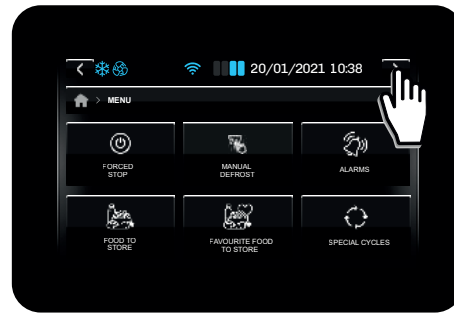 20/01/2021 10:38
> MENU
FORCED
STOP
MANUAL
DEFROST
ALARMS
FOOD TO
STORE
FAVOURITE FOOD
TO STORE
SPECIAL CYCLES